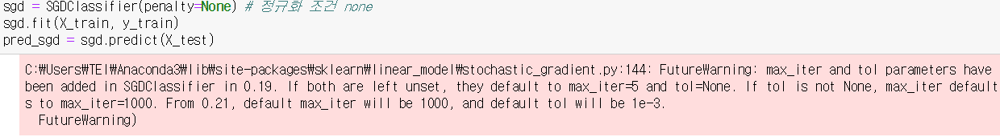 sgd = SGDClassifier(penalty=None) # 정규화 조건 none
sgd.fit(X_train, y_train)
pred_sgd = sgd.predict(X_test)
C:₩Users₩TEI₩Anaconda3₩lib₩site-packages₩sklearn₩linear_model₩stochastic_gradient.py:144: FutureWarning: max_iter and tol parameters have
been added in SGDClassifier in 0.19. If both are left unset, they default to max_iter=5 and tol=None. If tol is not None, max_iter default
s to max_iter=1000. From 0.21, default max_iter will be 1000, and default tol will be 1e-3.
FutureWarning)